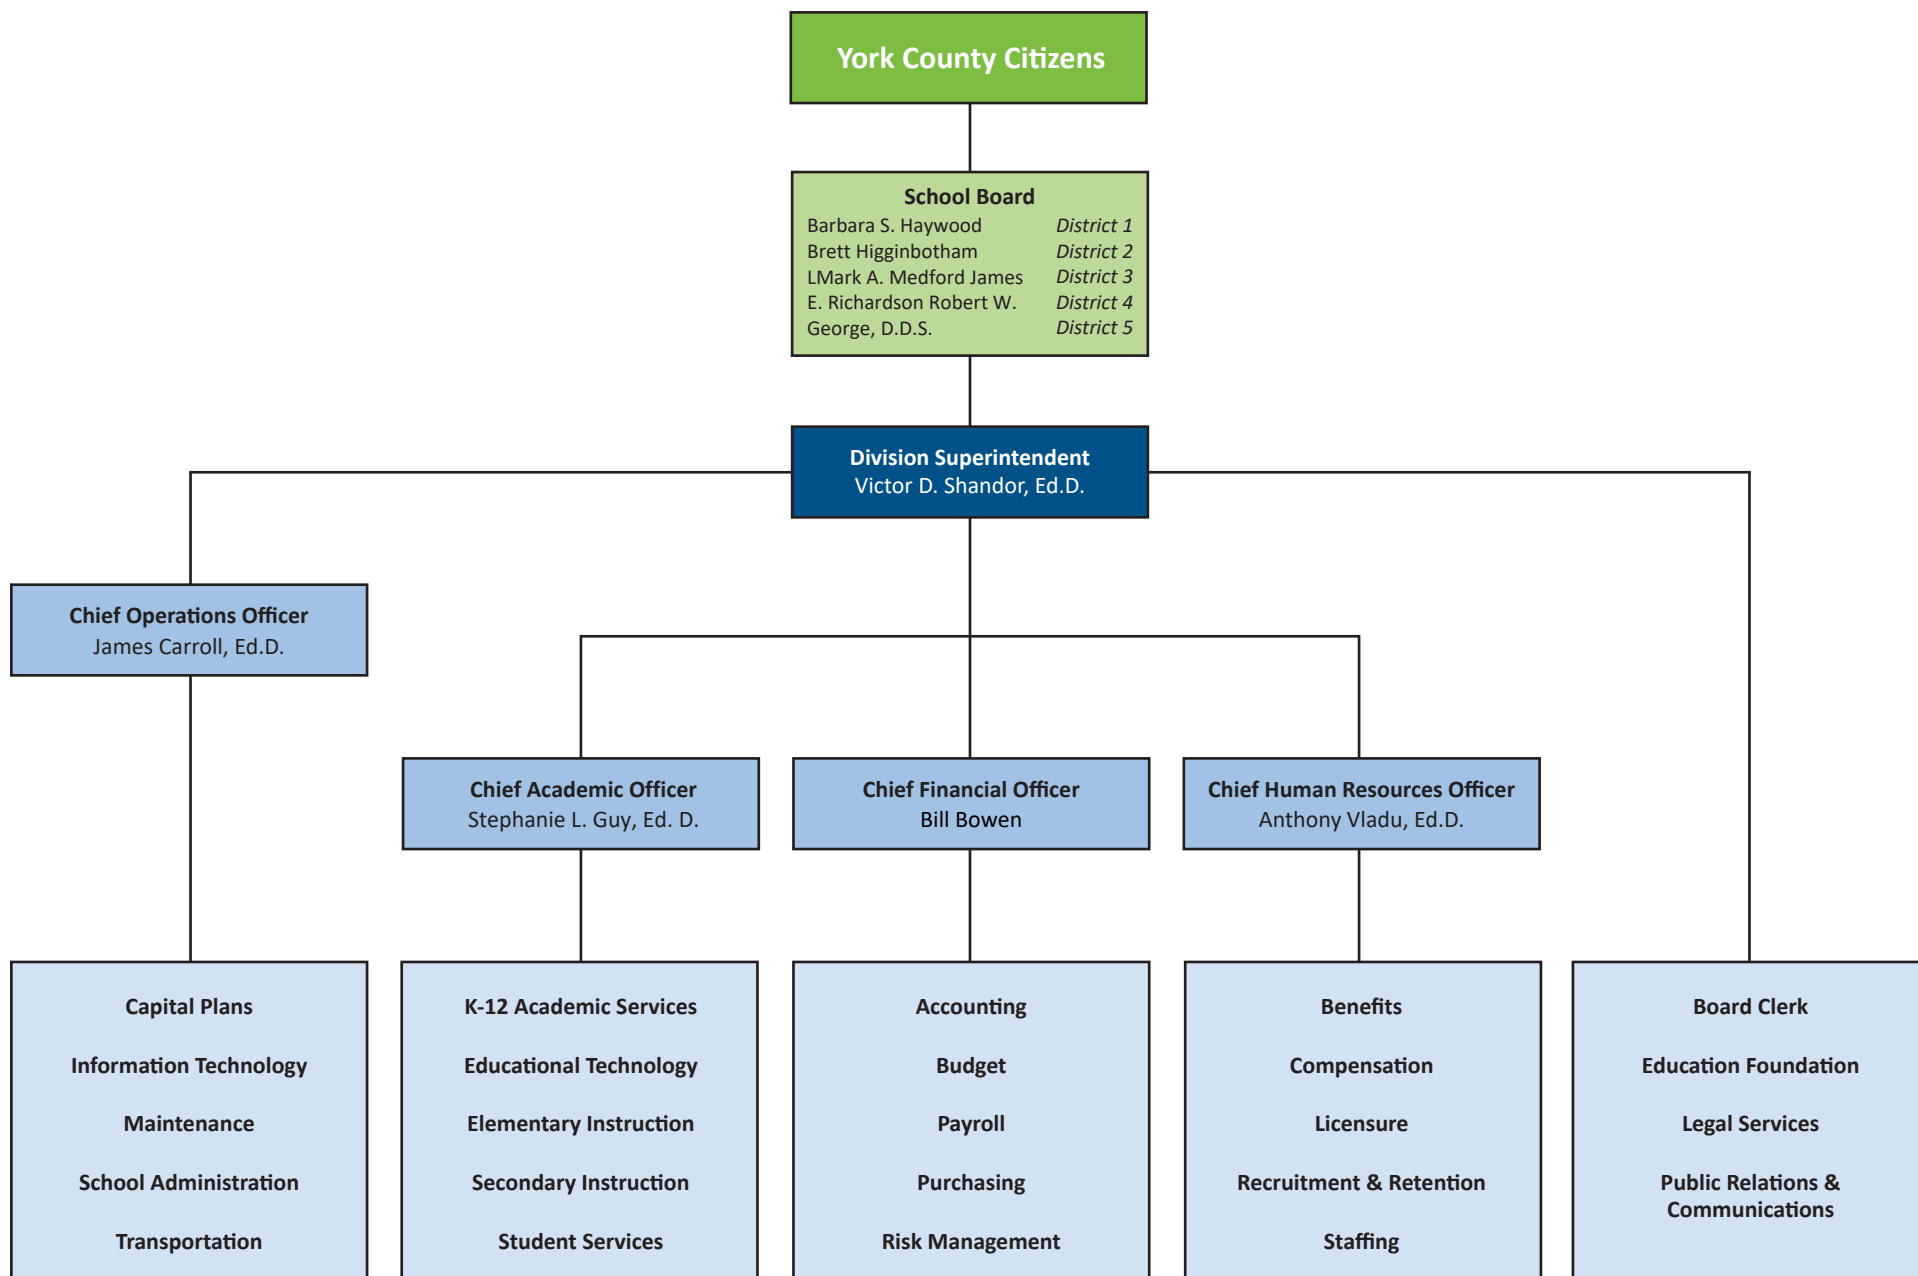 York County Citizens
School Board
Barbara S. Haywood District 1
Brett Higginbotham District 2
LMark A. Medford James District 3
E. Richardson Robert W. District 4
George, D.D.S. District 5
Division Superintendent
Victor D. Shandor, Ed.D.
Chief Operations Officer
James Carroll, Ed.D.
Chief Academic Officer
Stephanie L. Guy, Ed. D.
Chief Financial Officer
Bill Bowen
Chief Human Resources Officer
Anthony Vladu, Ed.D.
Capital Plans
Information Technology
Maintenance
School Administration
Transportation
K-12 Academic Services
Educational Technology
Elementary Instruction
Secondary Instruction
Student Services
Accounting
Budget
Payroll
Purchasing
Risk Management
Benefits
Compensation
Licensure
Recruitment & Retention
Staffing
Board Clerk
Education Foundation
Legal Services
Public Relations &
Communications